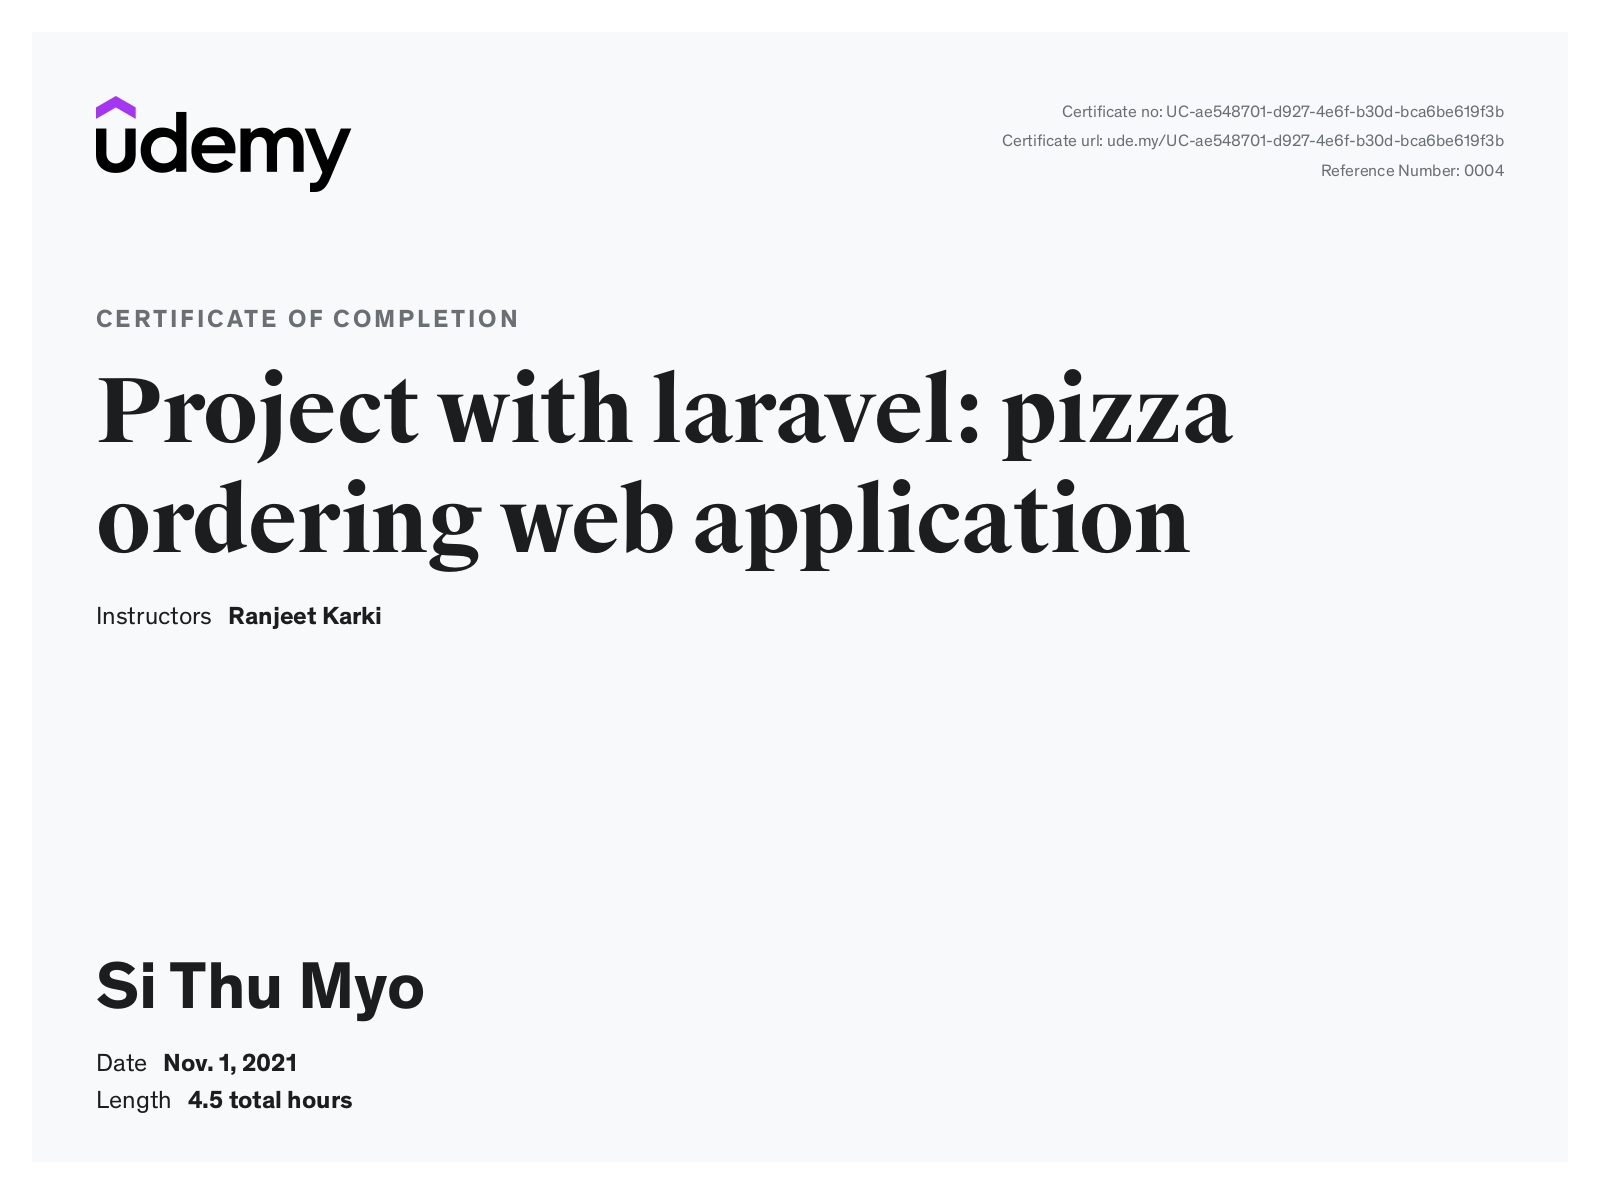 udemy
Certificate no: UC-ae548701-d927-4e6f-b30d-bca6be619f3b
Certificate url: ude.my/UC-ae548701-d927-4e6f-b30d-bca6be619f3b
Reference Number: 0004
CERTIFICATE OF COMPLETION
Project with laravel: pizza
ordering web application
Instructors Ranjeet Karki
Si Thu Myo
Date Nov. 1, 2021
Length 4.5 total hours